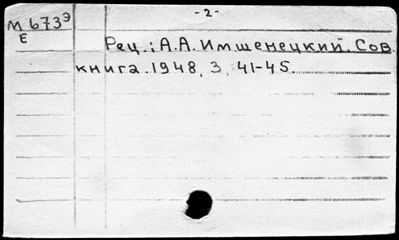 - 2 -
М 673э
Е
Рец.: А.А. Имшенецкий. Сов.
книга. 1948, 3, 41-45.